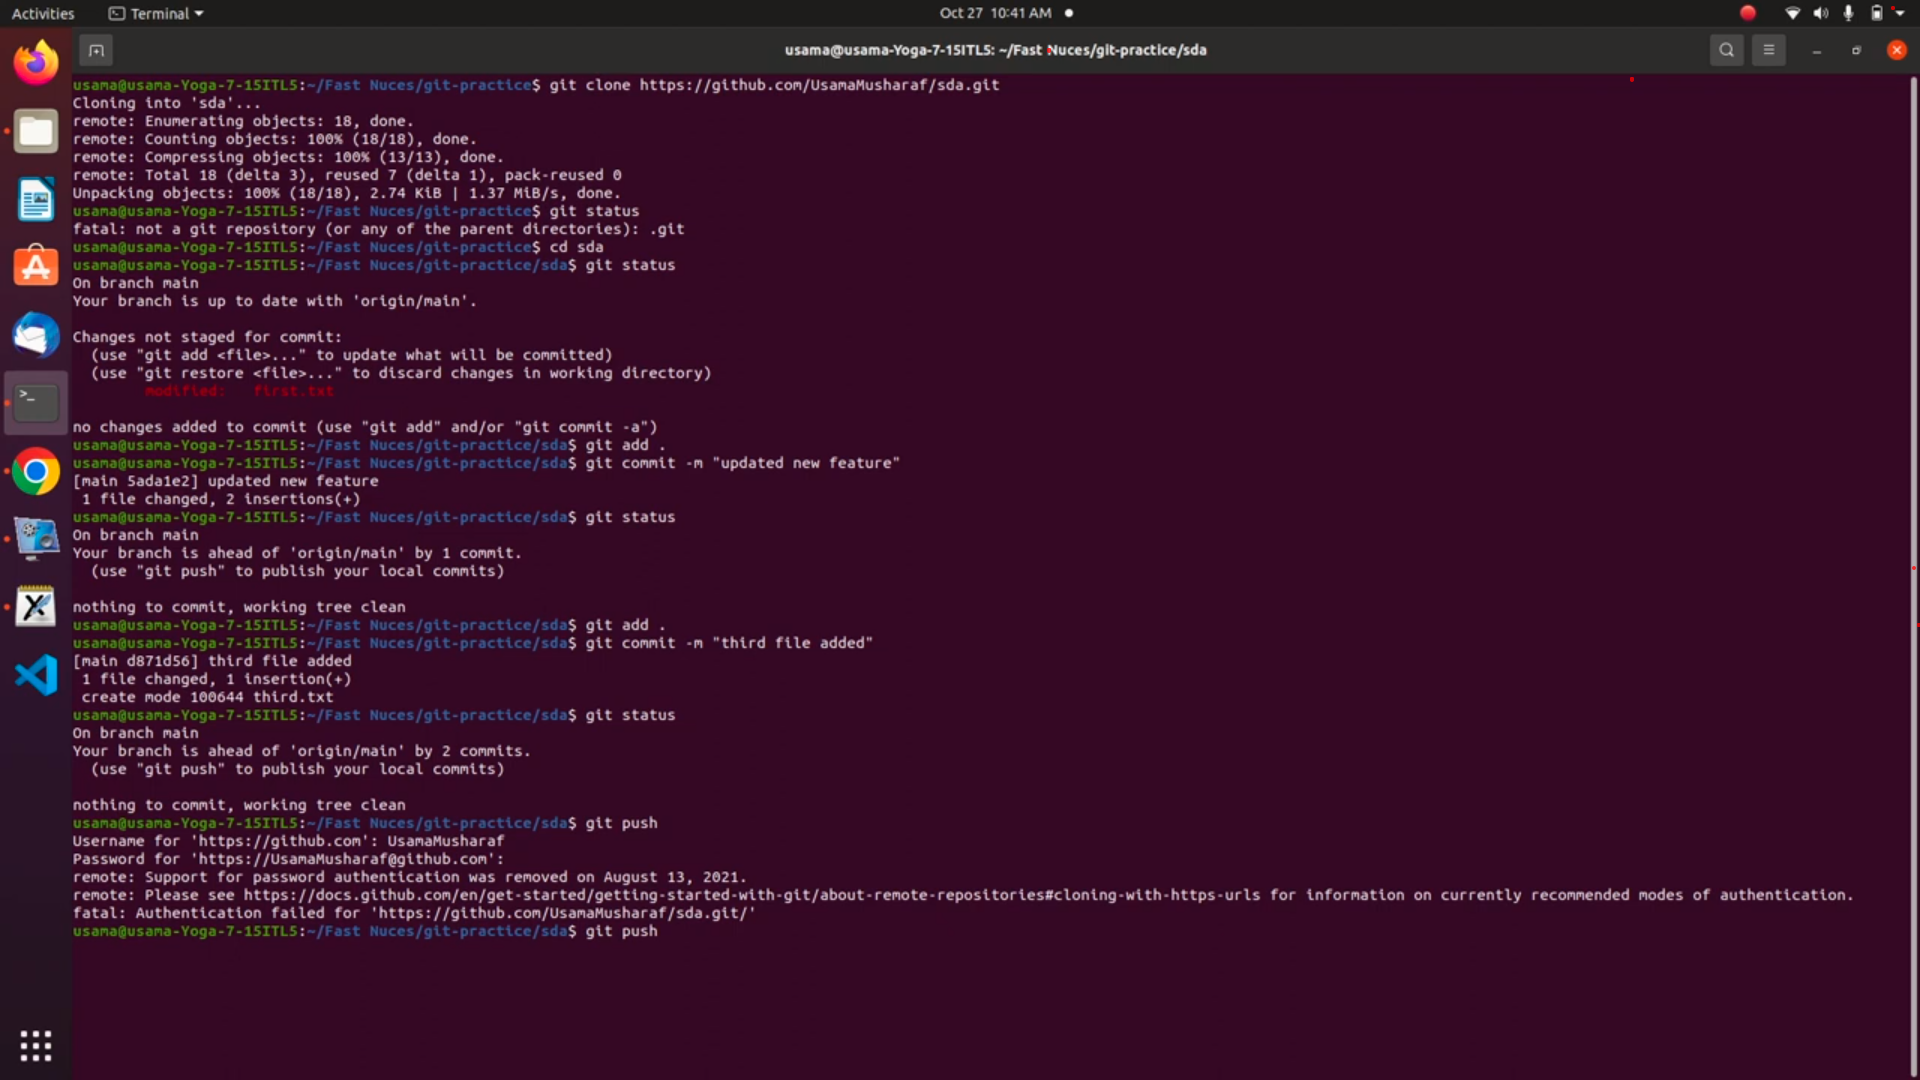 Activities
Terminal
Oct 27 10:41 AM
usama@usama-Yoga-7-15ITL5: ~/Fast Nuces/git-practice/sda
usama@usama-Yoga-7-15ITL5:~/Fast Nuces/git-practice$ git clone https://github.com/UsamaMusharaf/sda.git
Cloning into 'sda'...
remote: Enumerating objects: 18, done.
remote: Counting objects: 100% (18/18), done.
remote: Compressing objects: 100% (13/13), done.
remote: Total 18 (delta 3), reused 7 (delta 1), pack-reused 0
Unpacking objects: 100% (18/18), 2.74 KiB | 1.37 MiB/s, done.
usama@usama-Yoga-7-15ITL5:~/Fast Nuces/git-practice$ git status
fatal: not a git repository (or any of the parent directories): .git
usama@usama-Yoga-7-15ITL5:~/Fast Nuces/git-practice$ cd sda
usama@usama-Yoga-7-15ITL5:~/Fast Nuces/git-practice/sda$ git status
On branch main
Your branch is up to date with 'origin/main'.
Changes not staged for commit:
(use "git add <file>..." to update what will be committed)
(use "git restore <file>..." to discard changes in working directory)
modified: first.txt
no changes added to commit (use "git add" and/or "git commit -a")
usama@usama-Yoga-7-15ITL5:~/Fast Nuces/git-practice/sda$ git add .
usama@usama-Yoga-7-15ITL5:~/Fast Nuces/git-practice/sda$ git commit -m "updated new feature"
[main 5ada1e2] updated new feature
1 file changed, 2 insertions(+)
usama@usama-Yoga-7-15ITL5:~/Fast Nuces/git-practice/sda$ git status
On branch main
Your branch is ahead of 'origin/main' by 1 commit.
(use "git push" to publish your local commits)
nothing to commit, working tree clean
usama@usama-Yoga-7-15ITL5:~/Fast Nuces/git-practice/sda$ git add .
usama@usama-Yoga-7-15ITL5:~/Fast Nuces/git-practice/sda$ git commit -m "third file added"
[main d871d56] third file added
1 file changed, 1 insertion(+)
create mode 100644 third.txt
usama@usama-Yoga-7-15ITL5:~/Fast Nuces/git-practice/sda$ git status
On branch main
Your branch is ahead of 'origin/main' by 2 commits.
(use "git push" to publish your local commits)
nothing to commit, working tree clean
usama@usama-Yoga-7-15ITL5:~/Fast Nuces/git-practice/sda$ git push
Username for 'https://github.com': UsamaMusharaf
Password for 'https://UsamaMusharaf@github.com':
remote: Support for password authentication was removed on August 13, 2021.
remote: Please see https://docs.github.com/en/get-started/getting-started-with-git/about-remote-repositories#cloning-with-https-urls for information on currently recommended modes of authentication.
fatal: Authentication failed for 'https://github.com/UsamaMusharaf/sda.git/'
usama@usama-Yoga-7-15ITL5:~/Fast Nuces/git-practice/sda$ git push